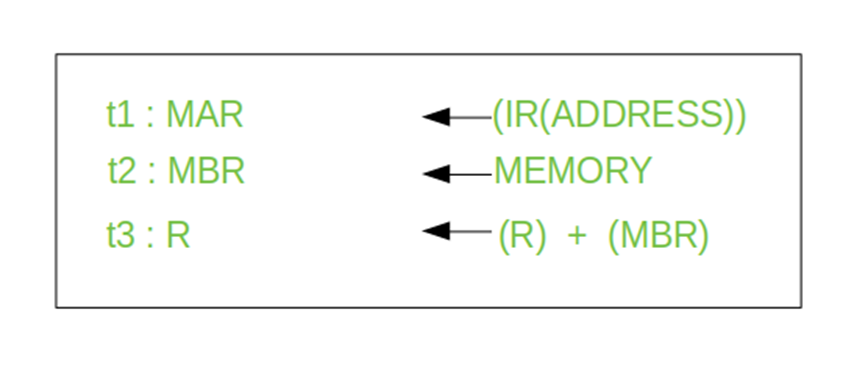 t1 : MAR (IR(ADDRESS))
t2 : MBR MEMORY
t3 : R (R) + (MBR)